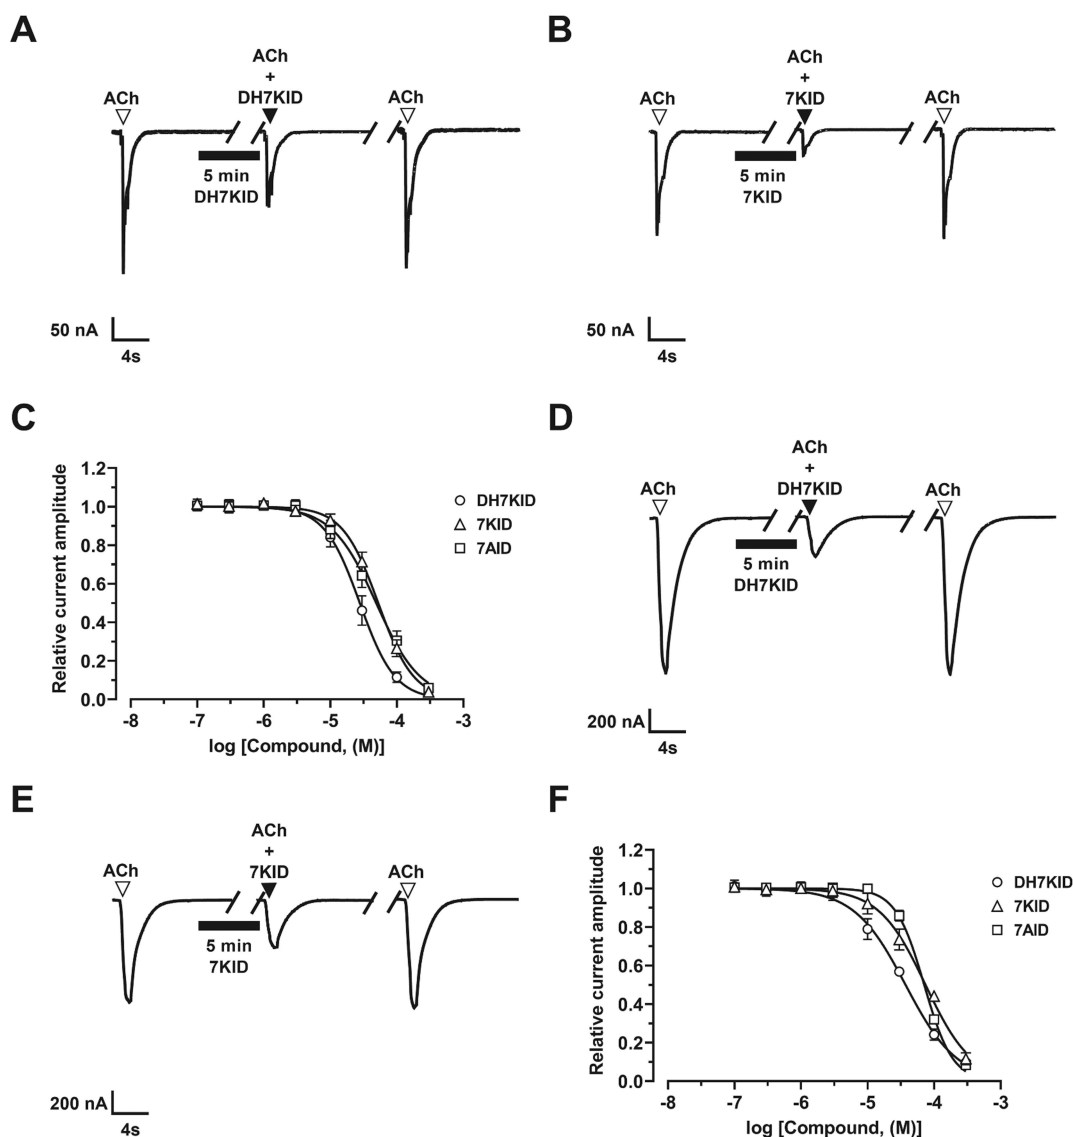 A
ACh
ACh
+
DH7KID
ACh
5 min
DH7KID
50 nA
4s
B
ACh
ACh
+
7KID
ACh
5 min
7KID
50 nA
4s
C
Relative current amplitude
1.2
1.0
0.8
0.6
0.4
0.2
0.0
-8 -7 -6 -5 -4 -3
log [Compound, (M)]
DH7KID
7KID
7AID
D
ACh
ACh
+
DH7KID
ACh
5 min
DH7KID
200 nA
4s
E
ACh
ACh
+
7KID
ACh
5 min
7KID
200 nA
4s
F
Relative current amplitude
1.2
1.0
0.8
0.6
0.4
0.2
0.0
-8 -7 -6 -5 -4 -3
log [Compound, (M)]
DH7KID
7KID
7AID